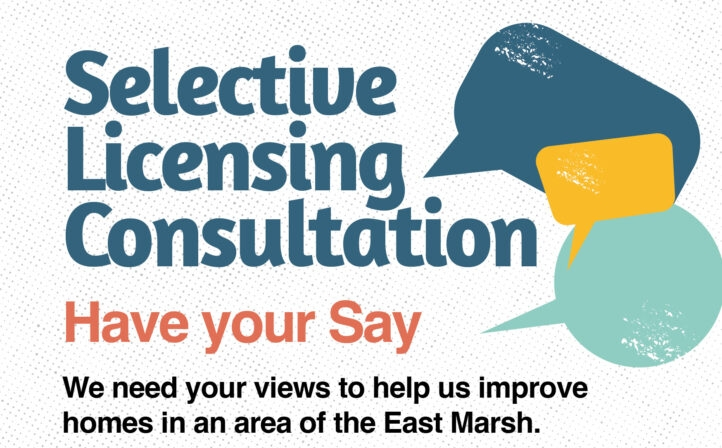 Selective
Licensing
Consultation
Have your Say
We need your views to help us improve
homes in an area of the East Marsh.